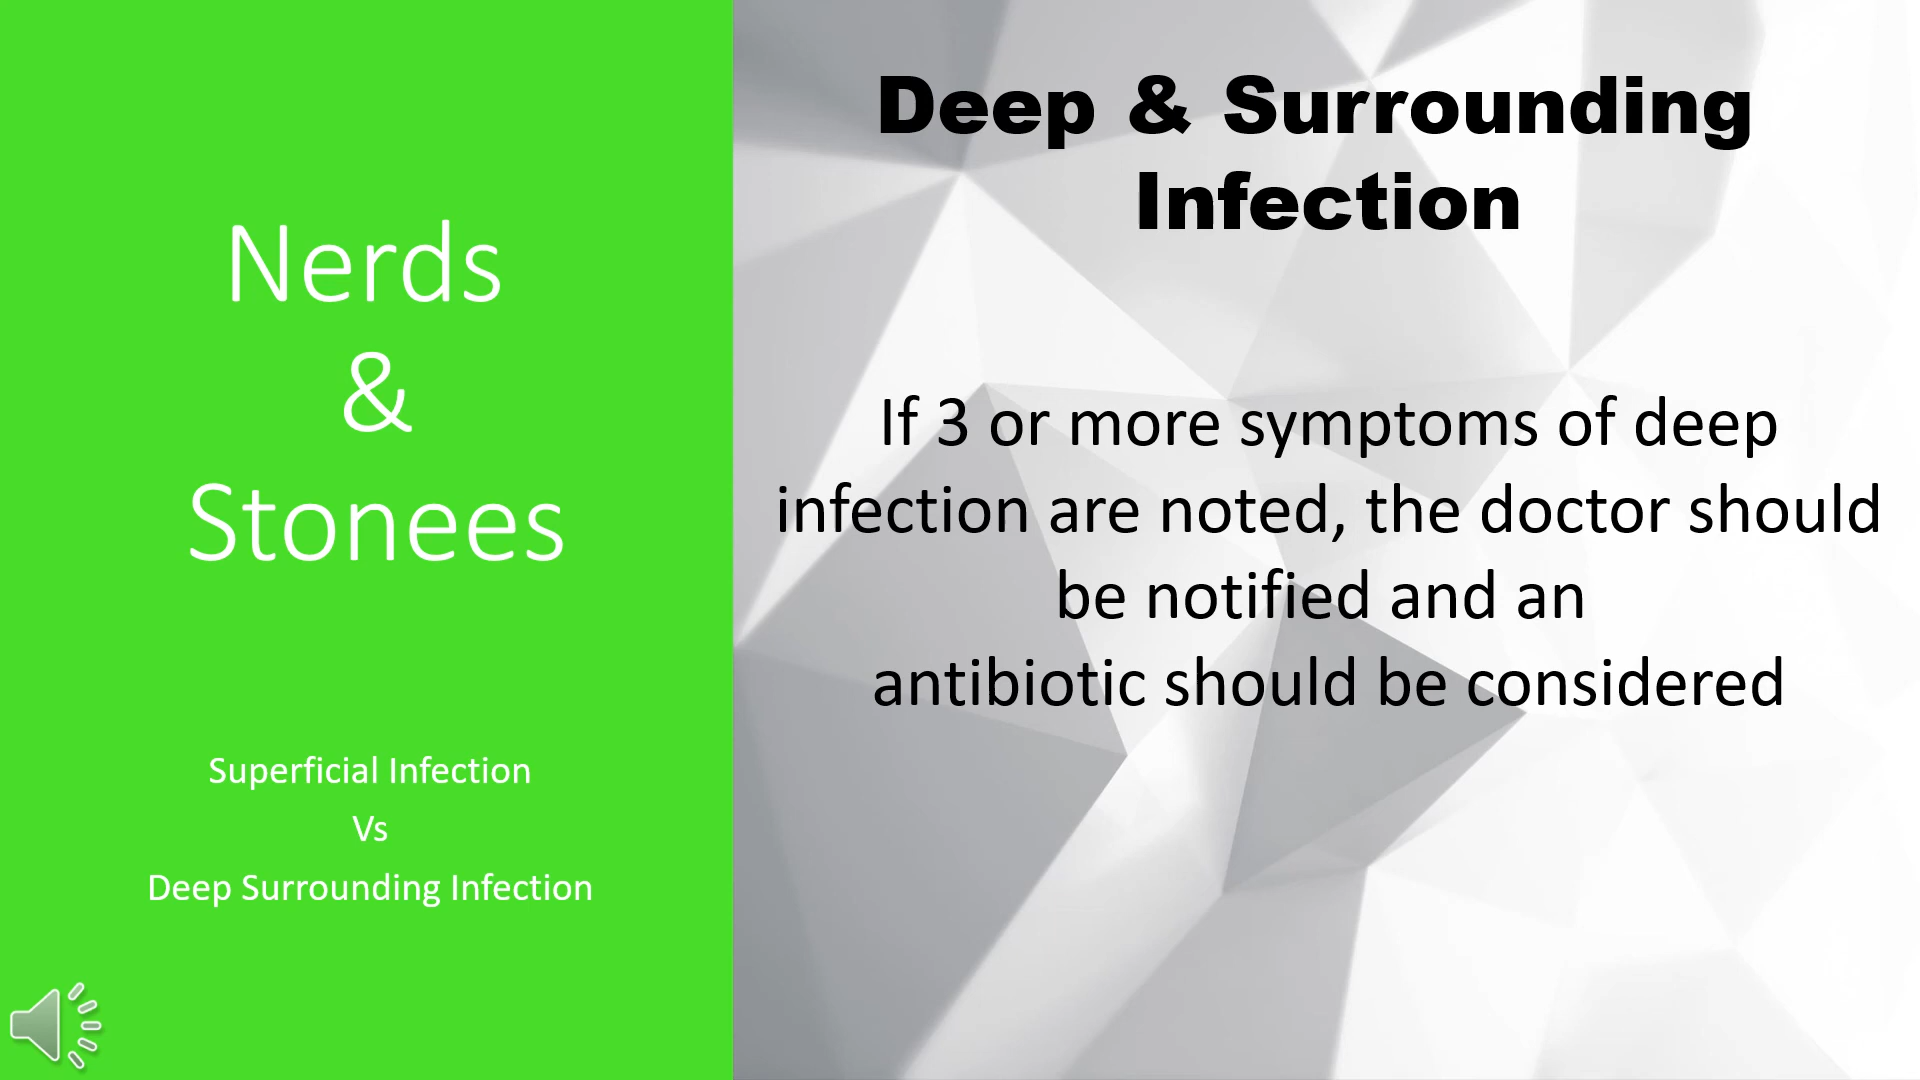 Nerds
&
Stonees
Superficial Infection
Vs
Deep Surrounding Infection
Deep & Surrounding
Infection
If 3 or more symptoms of deep
infection are noted, the doctor should
be notified and an
antibiotic should be considered